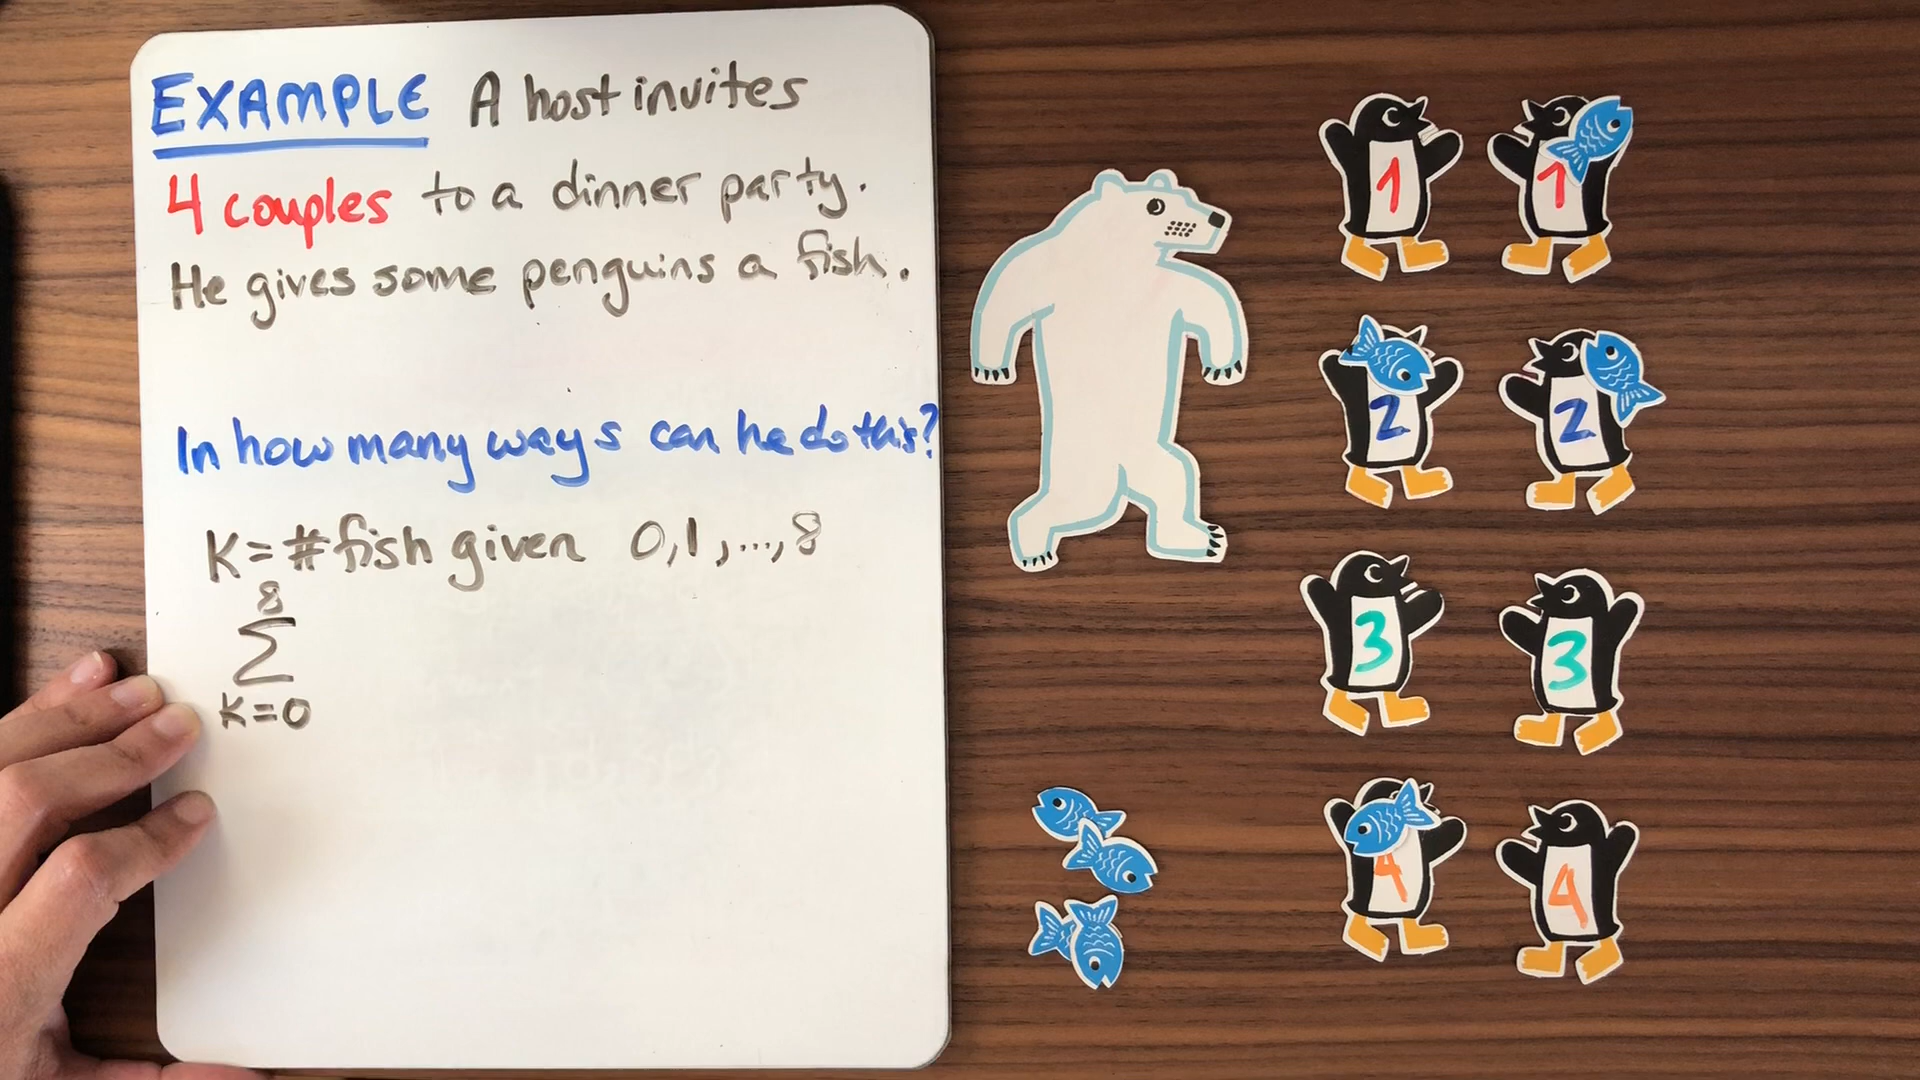 EXAMPLE A host invites
4 couples to a dinner party.
He gives some penguins a fish.
In how many ways can he do this?
K = # fish given 0,1,...,8
8
Σ
K=0
1 1
2 2
3 3
4 4